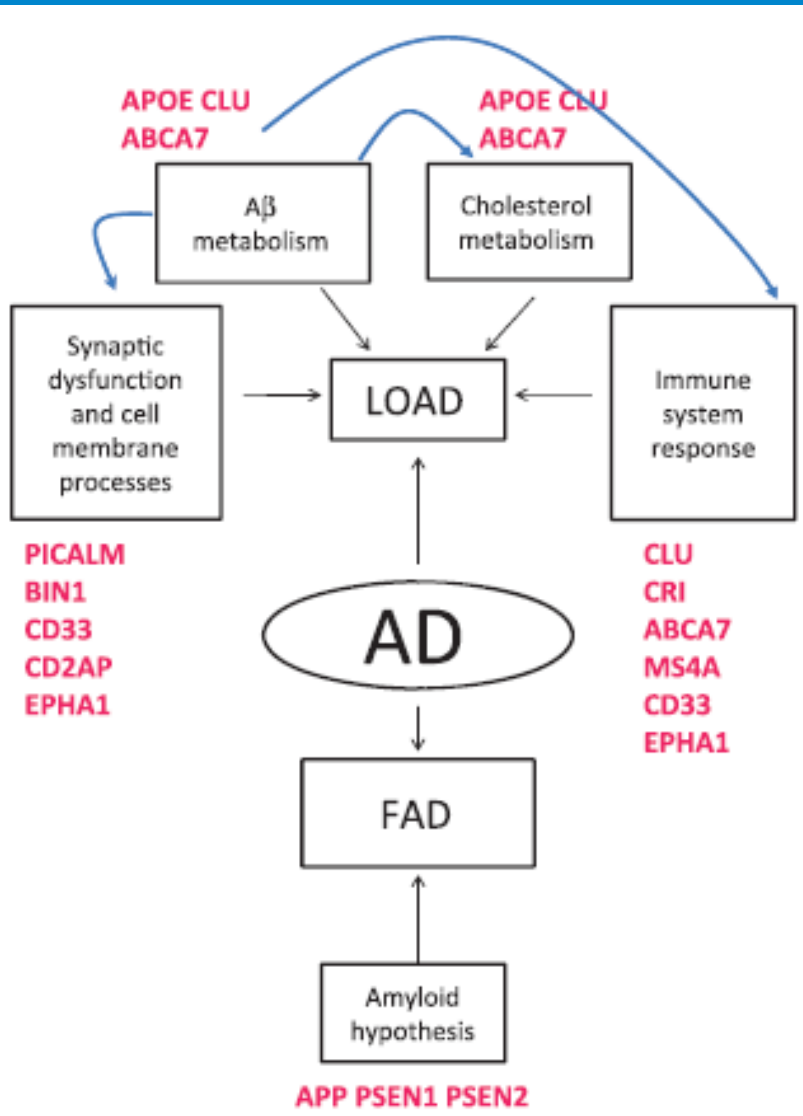 APOE CLU
ABCA7
APOE CLU
ABCA7
Aβ
metabolism
Cholesterol
metabolism
Synaptic
dysfunction
and cell
membrane
processes
LOAD
Immune
system
response
PICALM
BIN1
CD33
CD2AP
EPHA1
CLU
CRI
ABCA7
MS4A
CD33
EPHA1
AD
FAD
Amyloid
hypothesis
APP PSEN1 PSEN2